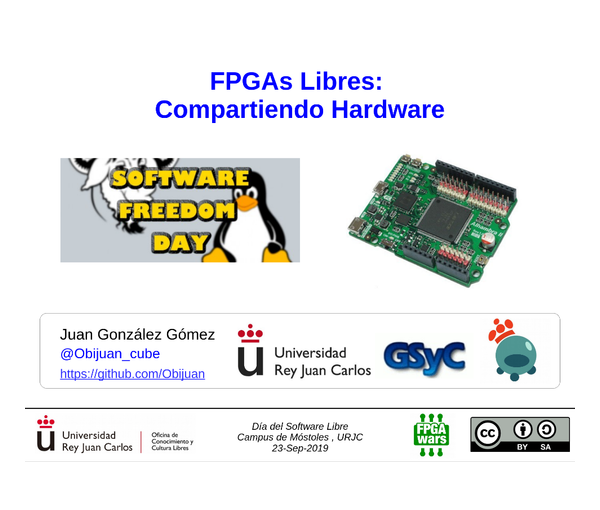 FPGAs Libres:
Compartiendo Hardware
SOFTWARE
FREEDOM
DAY
Alhambra II
Juan González Gómez
@Obijuan_cube
https://github.com/Obijuan
Universidad
Rey Juan Carlos
GSyC
Universidad
Rey Juan Carlos
Oficina de
Conocimiento y
Cultura Libres
Día del Software Libre
Campus de Móstoles , URJC
23-Sep-2019
FPGA
wars
cc
BY SA